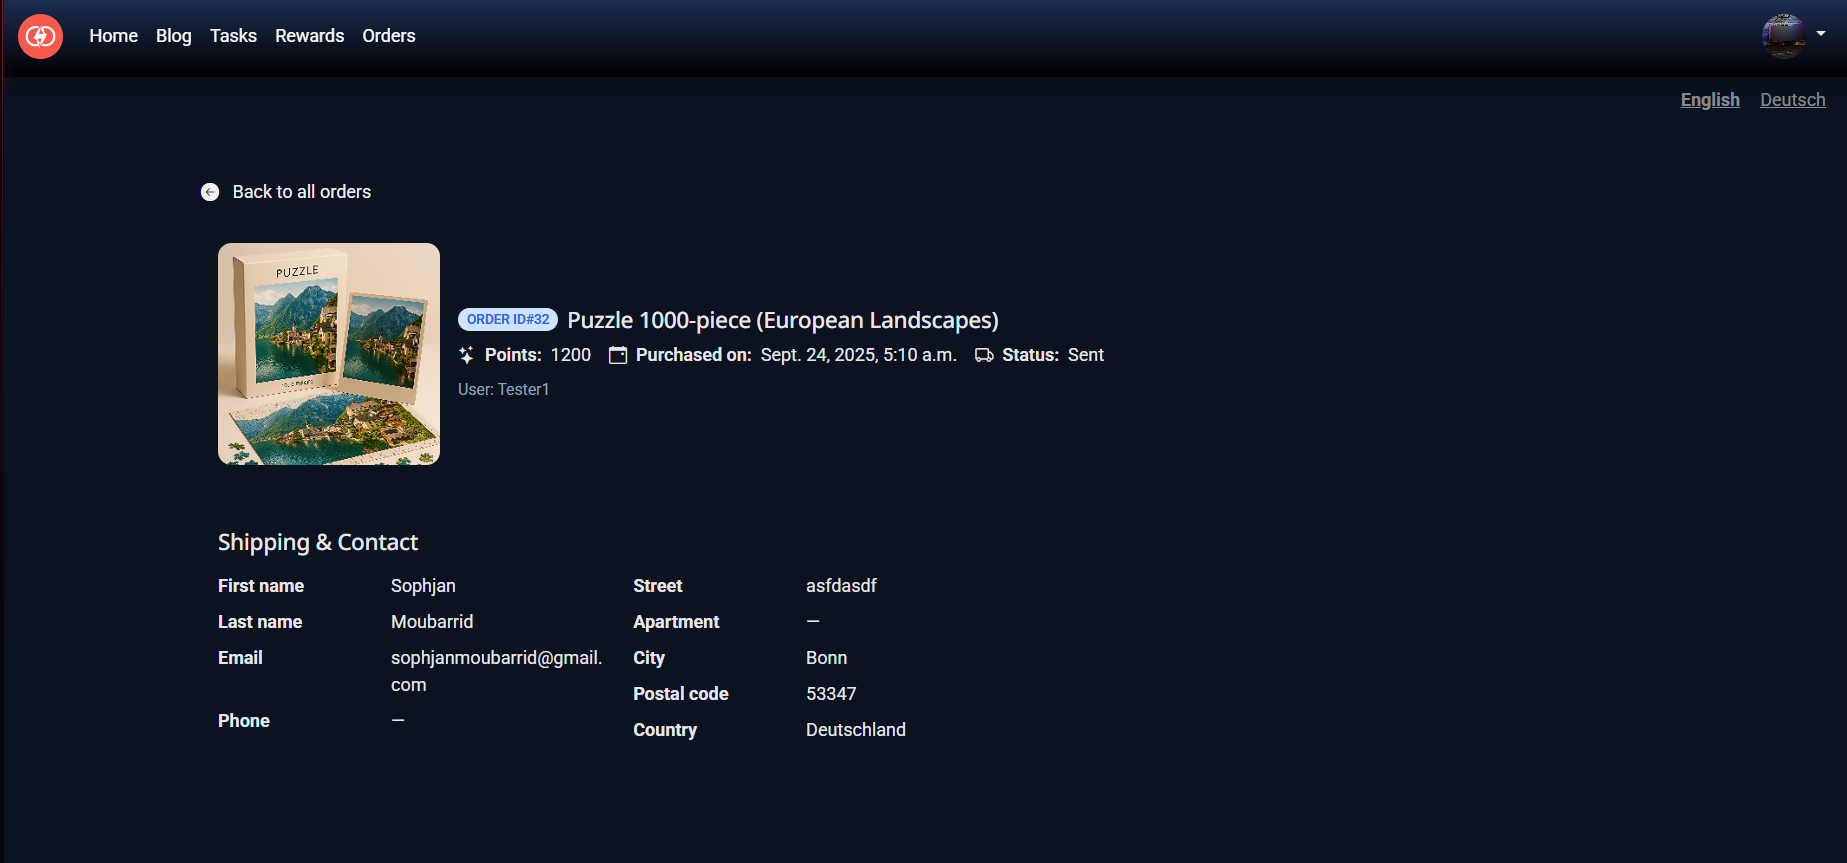 Home Blog Tasks Rewards Orders
English Deutsch
Back to all orders
PUZZLE
ORDER ID#32 Puzzle 1000-piece (European Landscapes)
Points: 1200 Purchased on: Sept. 24, 2025, 5:10 a.m. Status: Sent
User: Tester1
Shipping & Contact
First name Sophjan Street asfdasdf
Last name Moubarrid Apartment —
Email sophjanmoubarrid@gmail. City Bonn
com
Postal code 53347
Phone —
Country Deutschland